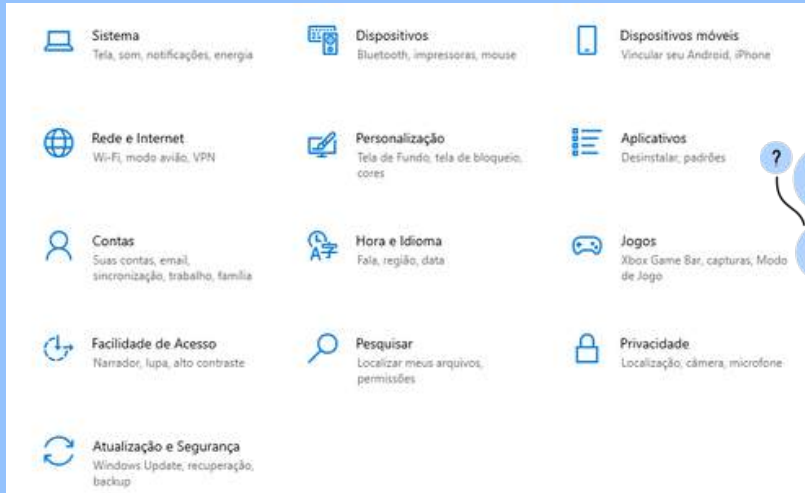 Sistema
Tela, som, notificações, energia
Dispositivos
Bluetooth, impressoras, mouse
Dispositivos móveis
Vincular seu Android, iPhone
Rede e Internet
Wi-Fi, modo avião, VPN
Personalização
Tela de Fundo, tela de bloqueio,
cores
Aplicativos
Desinstalar, padrões
?
Contas
Suas contas, email,
sincronização, trabalho, família
Hora e Idioma
Fala, região, data
Jogos
Xbox Game Bar, capturas, Modo
de Jogo
Facilidade de Acesso
Narrador, lupa, alto contraste
Pesquisar
Localizar meus arquivos,
permissões
Privacidade
Localização, câmera, microfone
Atualização e Segurança
Windows Update, recuperação,
backup